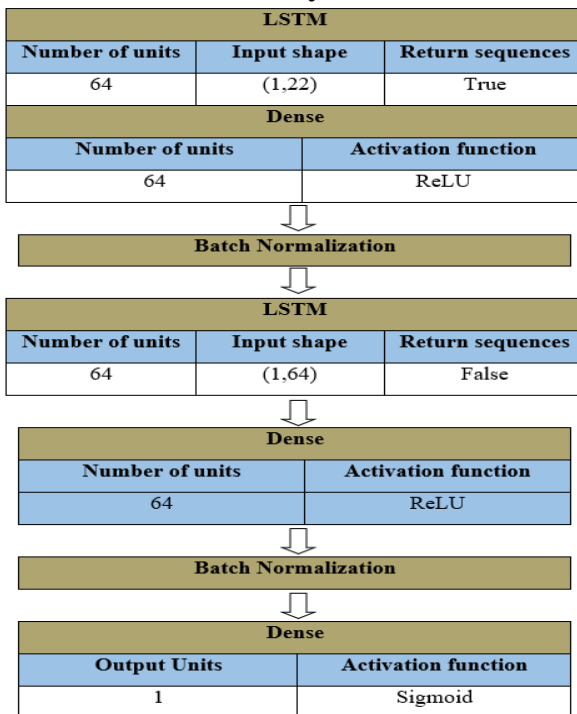 LSTM
Number of units Input shape Return sequences
64 (1,22) True
Dense
Number of units Activation function
64 ReLU
Batch Normalization
LSTM
Number of units Input shape Return sequences
64 (1,64) False
Dense
Number of units Activation function
64 ReLU
Batch Normalization
Dense
Output Units Activation function
1 Sigmoid